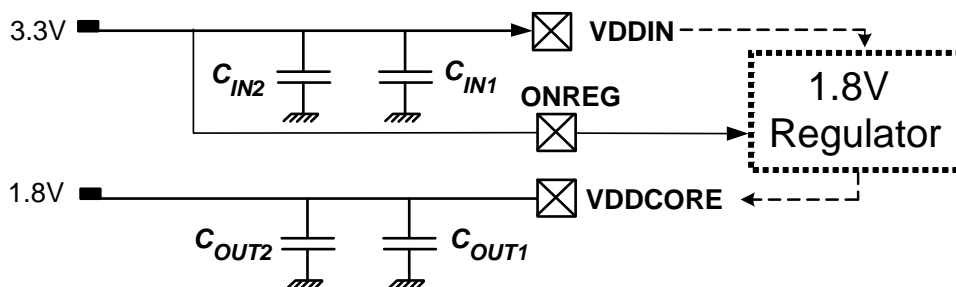 3.3V
VDDIN
C_IN2
C_IN1
1.8V
Regulator
ONREG
1.8V
VDDCORE
C_OUT2
C_OUT1